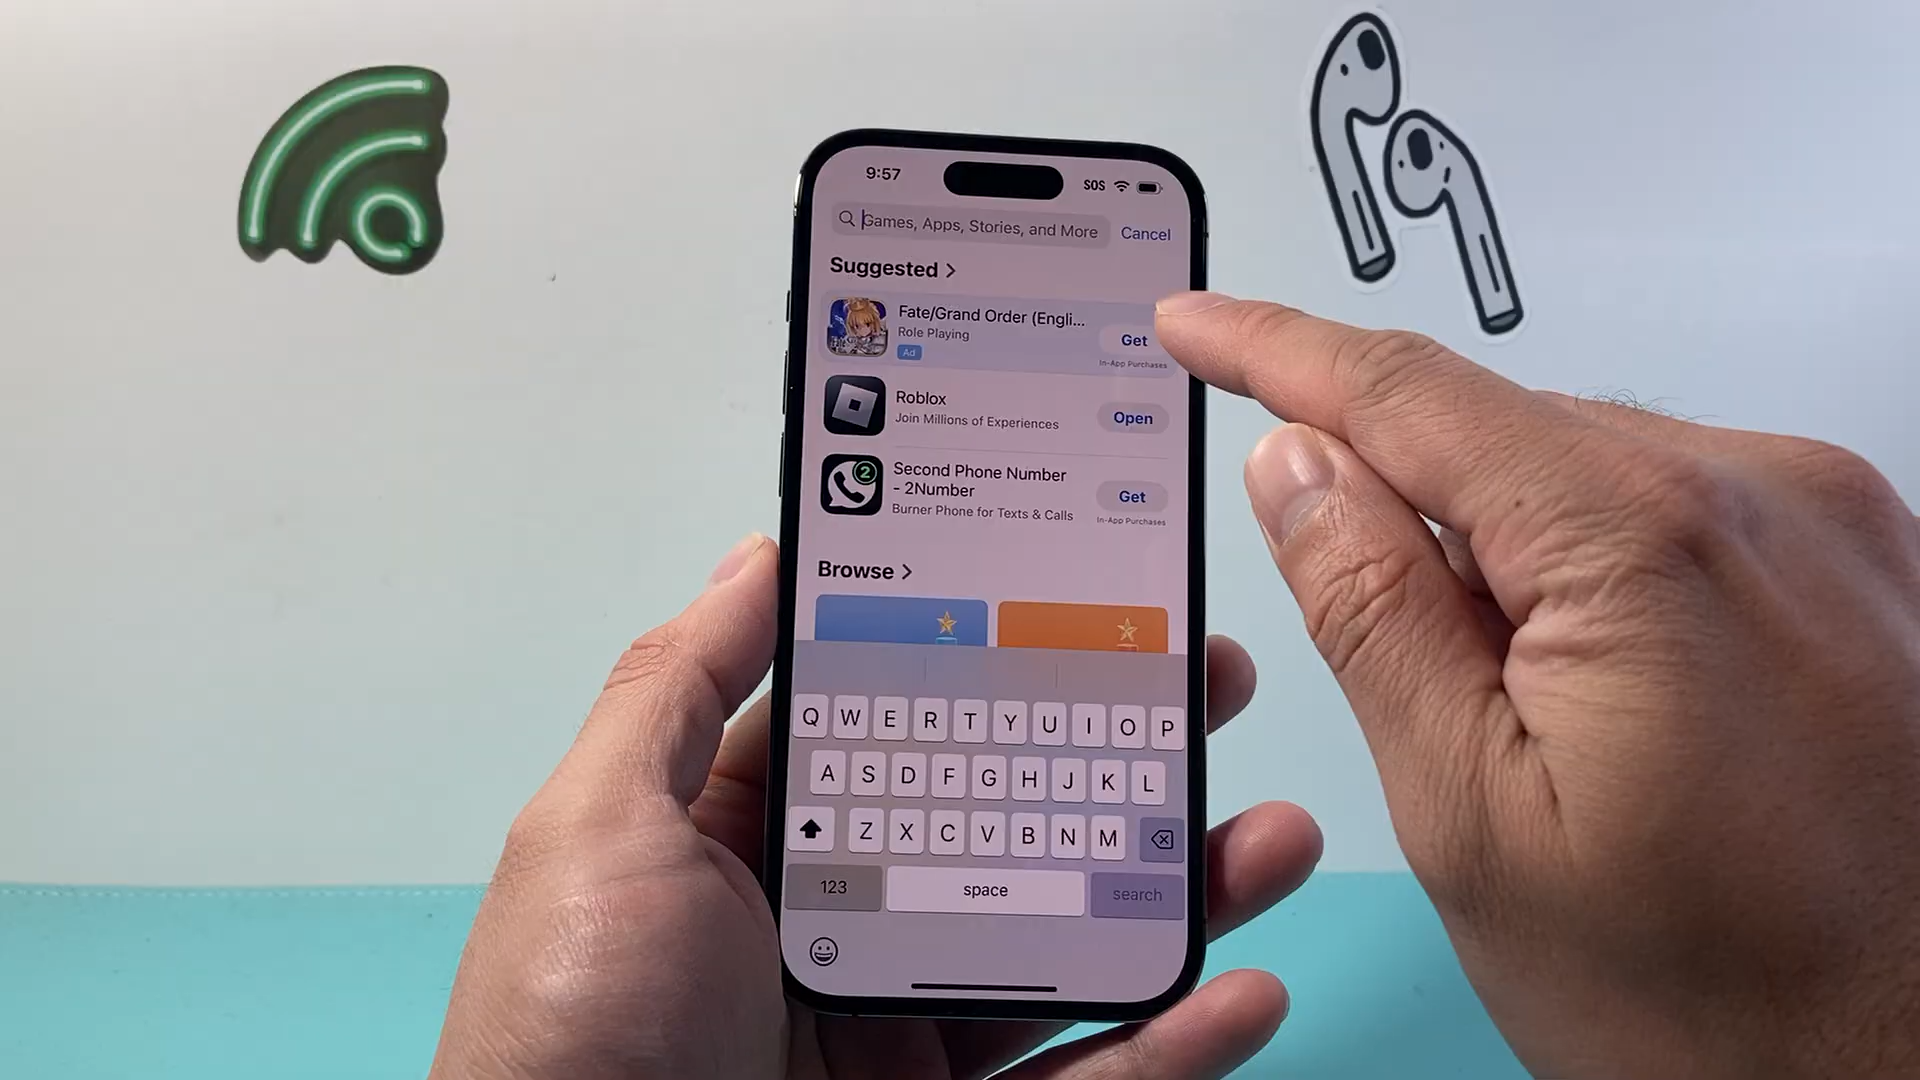 9:57
SOS
Games, Apps, Stories, and More
Cancel
Suggested >
Fate/Grand Order (Engli...
Role Playing
Ad
Get
In-App Purchases
Roblox
Join Millions of Experiences
Open
2
Second Phone Number
- 2Number
Burner Phone for Texts & Calls
Get
In-App Purchases
Browse >
Q W E R T Y U I O P
A S D F G H J K L
Z X C V B N M
123 space search